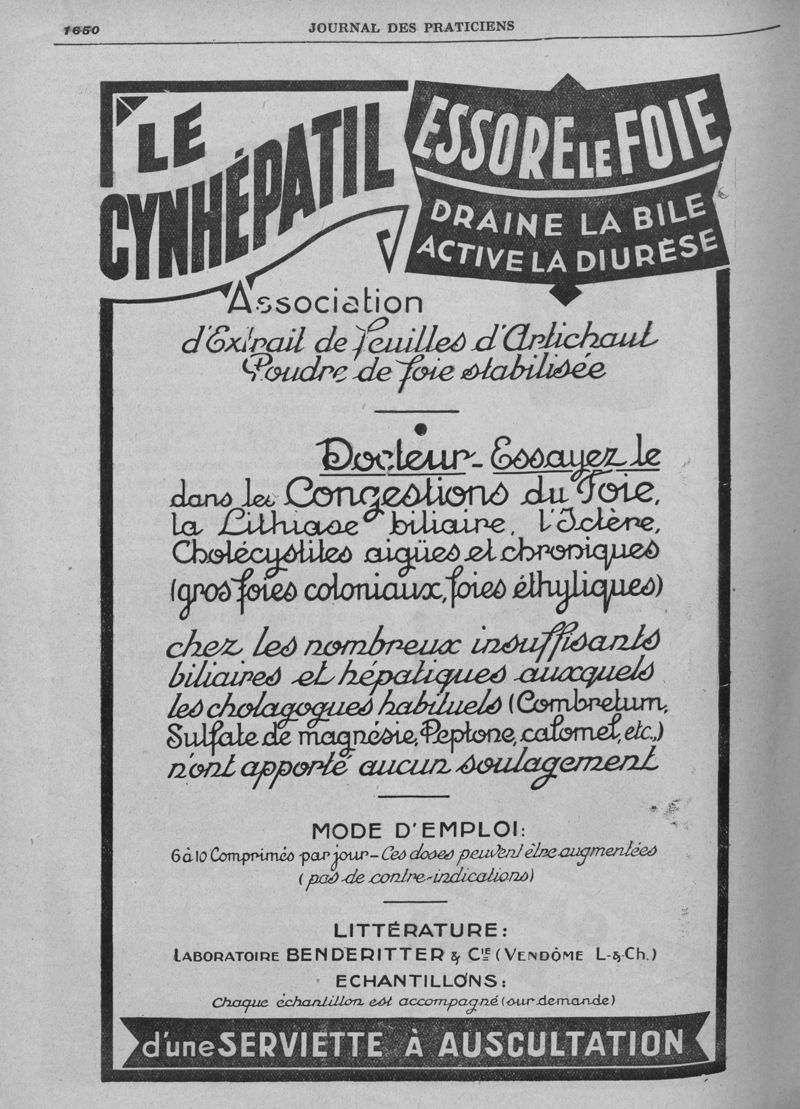 1650
JOURNAL DES PRATICIENS
LE
CYNHÉPATIL
ESSORE LE FOIE
DRAINE LA BILE
ACTIVE LA DIURÈSE
Association
d'Extrait de feuilles d'Artichaut
Poudre de foie stabilisée
Docteur - Essayez le
dans les Congestions du Foie,
la Lithiase biliaire, l'Ictère,
Cholécystites aigües et chroniques
(gros foies coloniaux, foies éthyliques)
chez les nombreux insuffisants
biliaires et hépatiques auxquels
les cholagogues habituels (Combretum,
Sulfate de magnésie, Peptone, calomel, etc.,)
n'ont apporté aucun soulagement
MODE D'EMPLOI:
6 à 10 Comprimés par jour - Ces doses peuvent être augmentées
(pas de contre-indications)
LITTÉRATURE:
LABORATOIRE BENDERITTER & CIE (VENDÔME L-&-Ch.)
ECHANTILLONS:
Chaque échantillon est accompagné (sur demande)
d'une SERVIETTE À AUSCULTATION